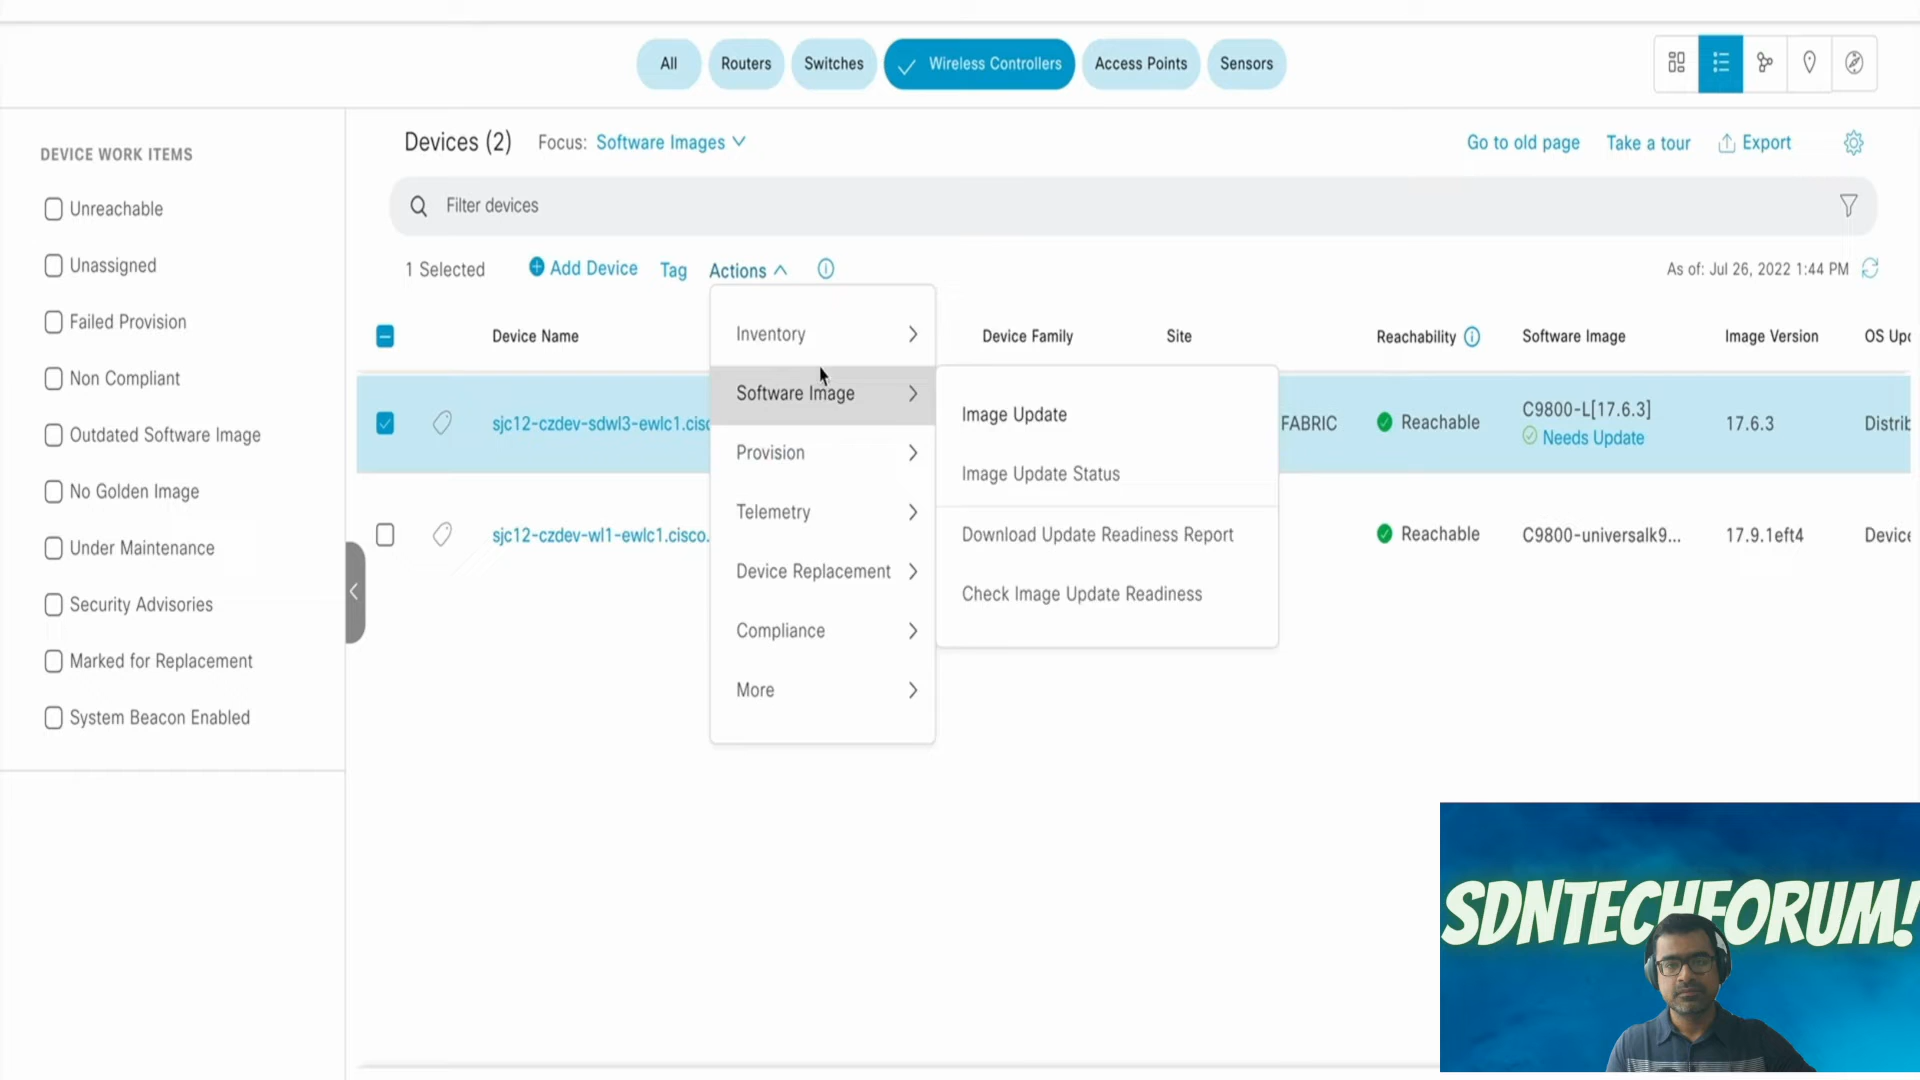 All
Routers
Switches
Wireless Controllers
Access Points
Sensors
DEVICE WORK ITEMS
Unreachable
Unassigned
Failed Provision
Non Compliant
Outdated Software Image
No Golden Image
Under Maintenance
Security Advisories
Marked for Replacement
System Beacon Enabled
Devices (2)
Focus: Software Images
Go to old page
Take a tour
Export
Filter devices
1 Selected
Add Device
Tag
Actions
As of: Jul 26, 2022 1:44 PM
Device Name
Device Family
Site
Reachability
Software Image
Image Version
OS Upd
sjc12-czdev-sdwl3-ewlc1.cisc
FABRIC
Reachable
C9800-L[17.6.3]
Needs Update
17.6.3
Distrib
sjc12-czdev-wl1-ewlc1.cisco.
Reachable
C9800-universalk9...
17.9.1eft4
Device
Inventory
Software Image
Provision
Telemetry
Device Replacement
Compliance
More
Image Update
Image Update Status
Download Update Readiness Report
Check Image Update Readiness
SDNTECHFORUM!